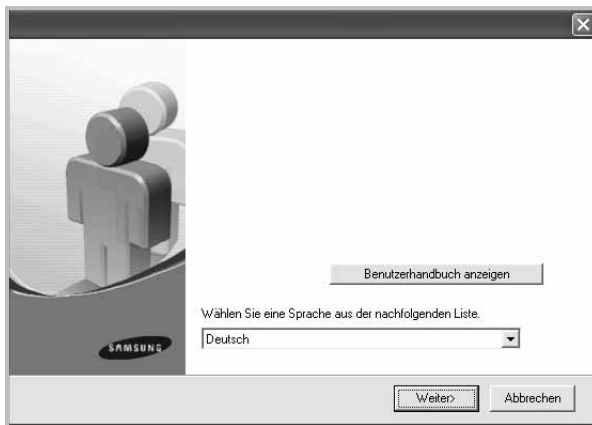 Benutzerhandbuch anzeigen
Wählen Sie eine Sprache aus der nachfolgenden Liste.
Deutsch
SAMSUNG
Weiter>
Abbrechen